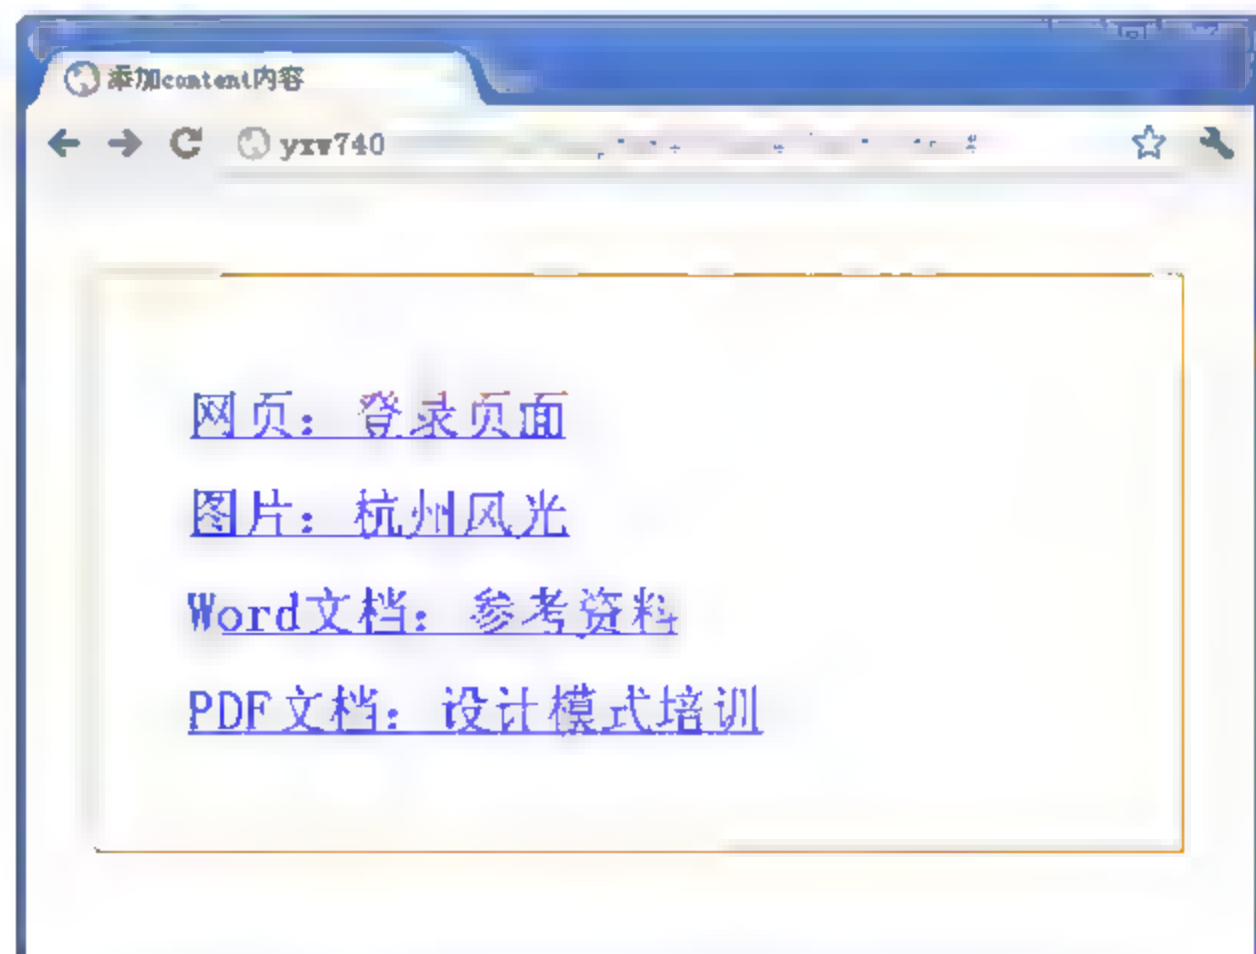 添加content内容
yxw740
网页：登录页面
图片：杭州风光
Word文档：参考资料
PDF文档：设计模式培训